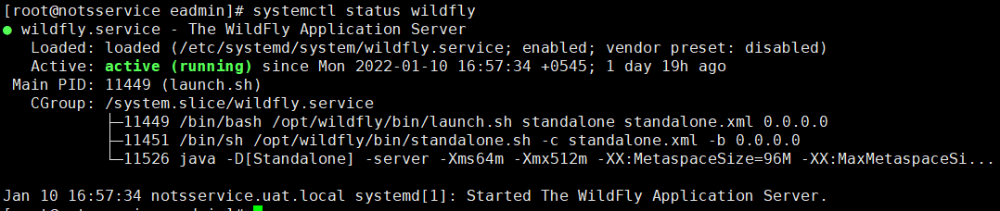 [root@notsservice eadmin]# systemctl status wildfly
● wildfly.service - The WildFly Application Server
   Loaded: loaded (/etc/systemd/system/wildfly.service; enabled; vendor preset: disabled)
   Active: active (running) since Mon 2022-01-10 16:57:34 +0545; 1 day 19h ago
 Main PID: 11449 (launch.sh)
   CGroup: /system.slice/wildfly.service
           ├─11449 /bin/bash /opt/wildfly/bin/launch.sh standalone standalone.xml 0.0.0.0
           ├─11451 /bin/sh /opt/wildfly/bin/standalone.sh -c standalone.xml -b 0.0.0.0
           └─11526 java -D[Standalone] -server -Xms64m -Xmx512m -XX:MetaspaceSize=96M -XX:MaxMetaspaceSi...
Jan 10 16:57:34 notsservice.uat.local systemd[1]: Started The WildFly Application Server.